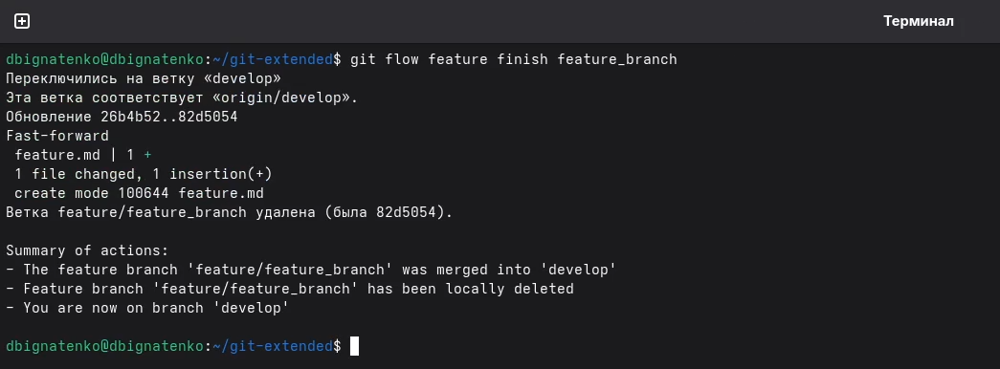 Терминал
dbignatenko@dbignatenko:~/git-extended$ git flow feature finish feature_branch
Переключились на ветку «develop»
Эта ветка соответствует «origin/develop».
Обновление 26b4b52..82d5054
Fast-forward
 feature.md | 1 +
 1 file changed, 1 insertion(+)
 create mode 100644 feature.md
Ветка feature/feature_branch удалена (была 82d5054).

Summary of actions:
- The feature branch 'feature/feature_branch' was merged into 'develop'
- Feature branch 'feature/feature_branch' has been locally deleted
- You are now on branch 'develop'

dbignatenko@dbignatenko:~/git-extended$